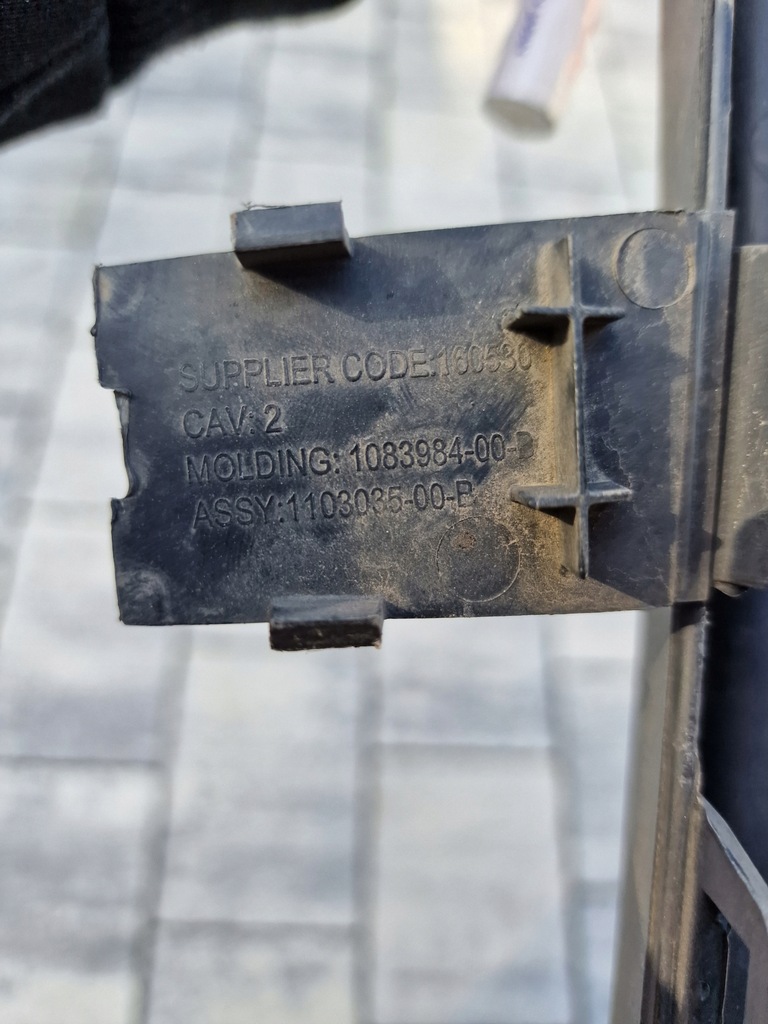 SUPPLIER CODE:160530
CAV: 2
MOLDING: 1083984-00-D
ASSY:1103035-00-B